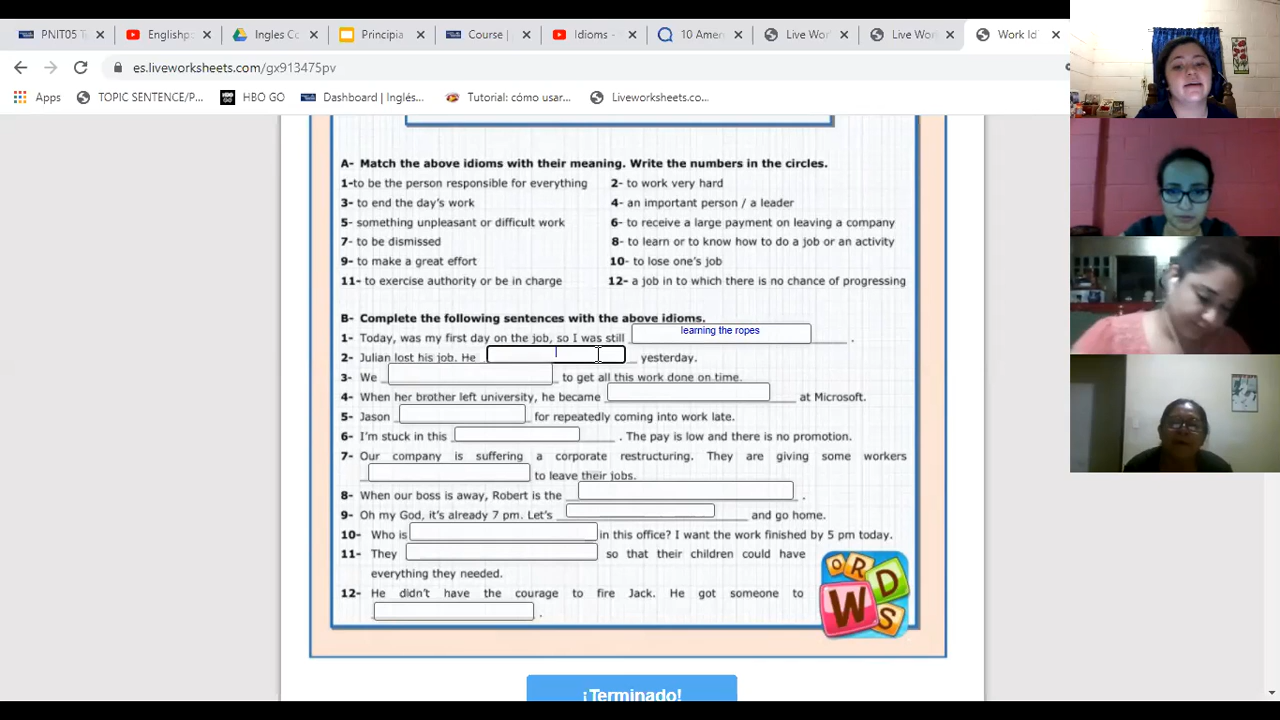 PNIT05 T
Englishp
Ingles Co
Principia
Course
Idioms -
10 Amer
Live Wor
Live Work
Work Idi
es.liveworksheets.com/gx913475pv
Apps
TOPIC SENTENCE/P...
HBO GO
Dashboard | Inglés...
Tutorial: cómo usar...
Liveworksheets.co...
A- Match the above idioms with their meaning. Write the numbers in the circles.
1-to be the person responsible for everything
2- to work very hard
3- to end the day's work
4- an important person / a leader
5- something unpleasant or difficult work
6- to receive a large payment on leaving a company
7- to be dismissed
8- to learn or to know how to do a job or an activity
9- to make a great effort
10- to lose one's job
11- to exercise authority or be in charge
12- a job in to which there is no chance of progressing
B- Complete the following sentences with the above idioms.
1- Today, was my first day on the job, so I was still learning the ropes .
2- Julian lost his job. He yesterday.
3- We to get all this work done on time.
4- When her brother left university, he became at Microsoft.
5- Jason for repeatedly coming into work late.
6- I'm stuck in this . The pay is low and there is no promotion.
7- Our company is suffering a corporate restructuring. They are giving some workers
to leave their jobs.
8- When our boss is away, Robert is the .
9- Oh my God, it's already 7 pm. Let's and go home.
10- Who is in this office? I want the work finished by 5 pm today.
11- They so that their children could have
everything they needed.
12- He didn't have the courage to fire Jack. He got someone to
.
WORDS
¡Terminado!